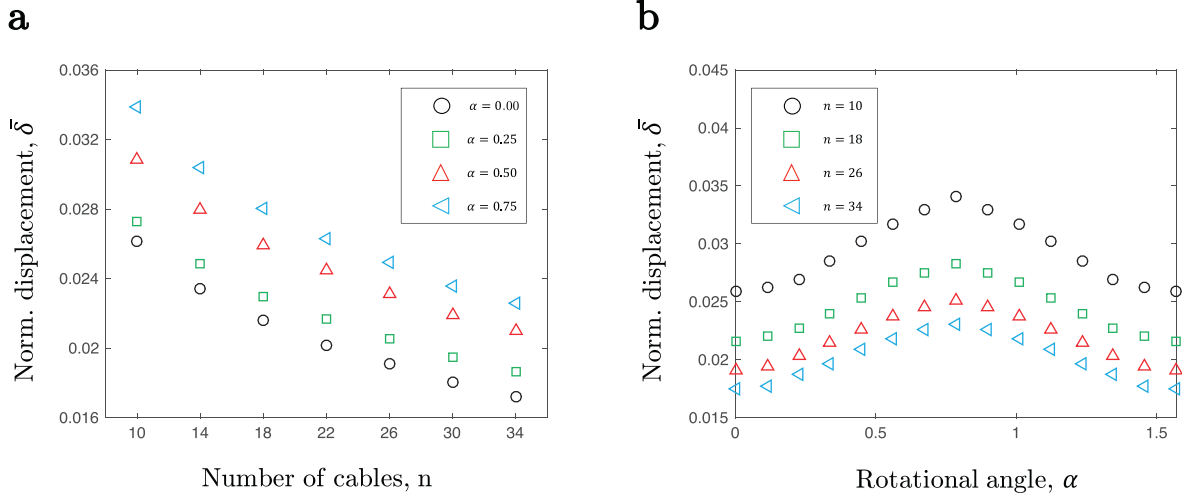 a
Norm. displacement, δ̄
0.036
0.032
0.028
0.024
0.02
0.016
10 14 18 22 26 30 34
Number of cables, n
α = 0.00
α = 0.25
α = 0.50
α = 0.75
b
Norm. displacement, δ̄
0.045
0.04
0.035
0.03
0.025
0.02
0.015
0 0.5 1 1.5
Rotational angle, α
n = 10
n = 18
n = 26
n = 34